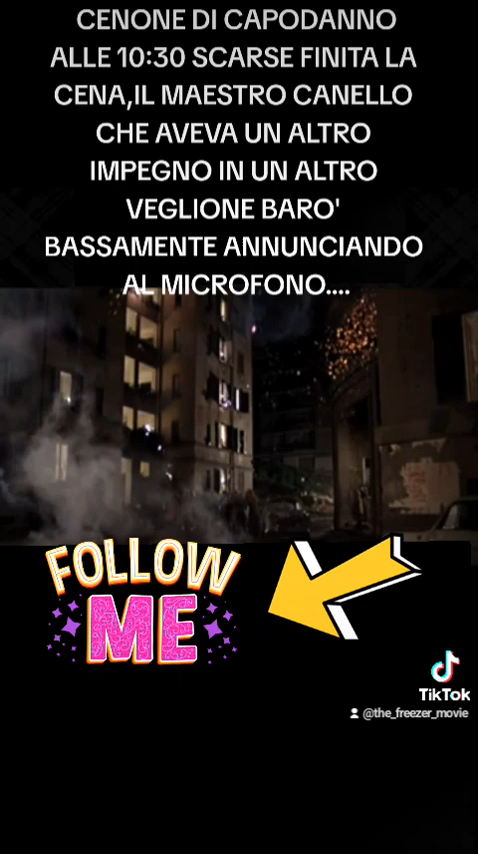 CENONE DI CAPODANNO
ALLE 10:30 SCARSE FINITA LA
CENA,IL MAESTRO CANELLO
CHE AVEVA UN ALTRO
IMPEGNO IN UN ALTRO
VEGLIONE BARO'
BASSAMENTE ANNUNCIANDO
AL MICROFONO....
FOLLOW
ME
TikTok
@the_freezer_movie